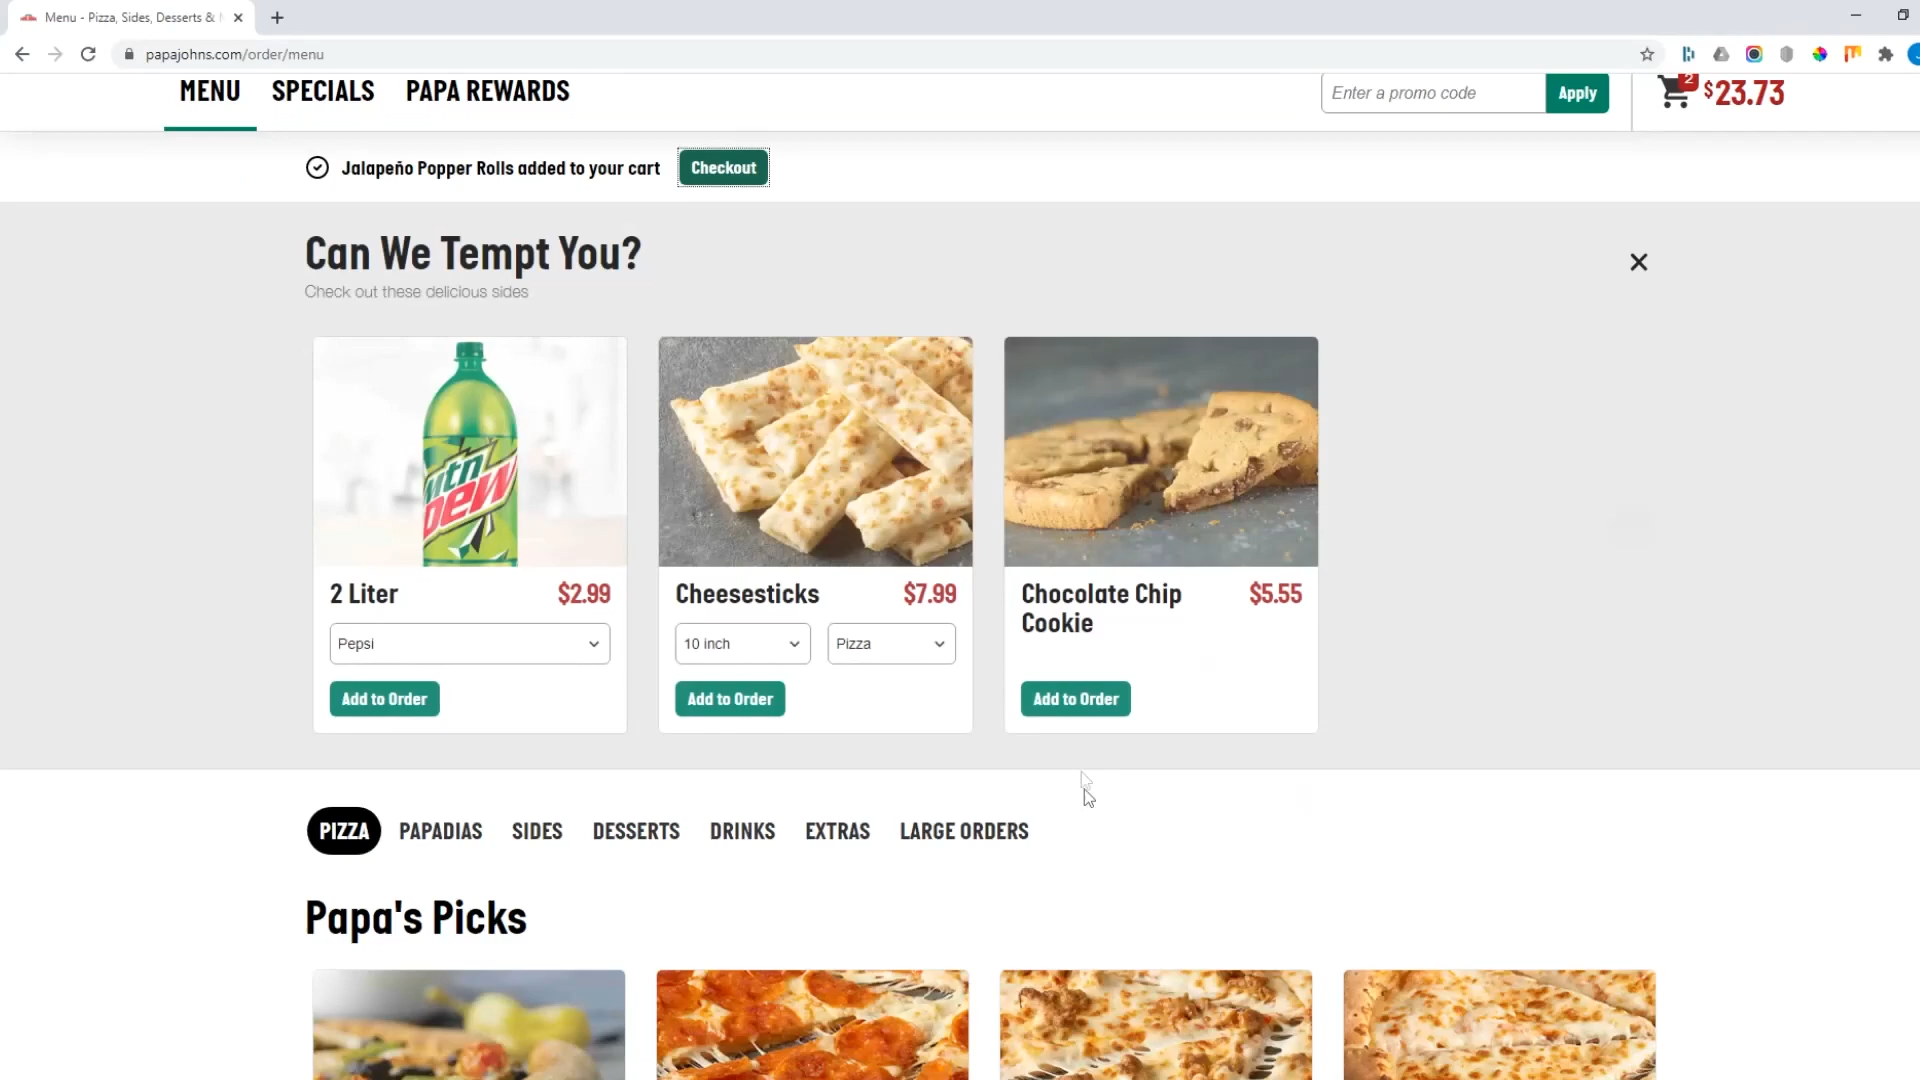 Menu - Pizza, Sides, Desserts &
papajohns.com/order/menu
MENU SPECIALS PAPA REWARDS
Enter a promo code Apply 2 $23.73
Jalapeño Popper Rolls added to your cart Checkout
Can We Tempt You?
Check out these delicious sides
mtn
DEW
2 Liter $2.99
Pepsi
Add to Order
Cheesesticks $7.99
10 inch Pizza
Add to Order
Chocolate Chip $5.55
Cookie
Add to Order
PIZZA PAPADIAS SIDES DESSERTS DRINKS EXTRAS LARGE ORDERS
Papa's Picks